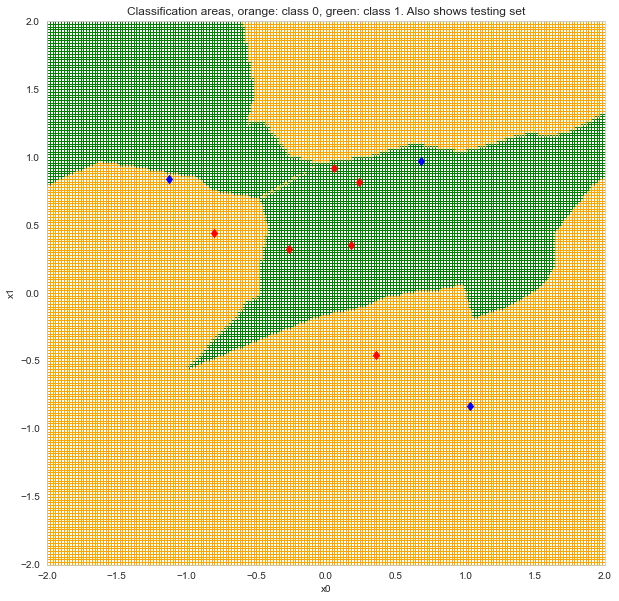 Classification areas, orange: class 0, green: class 1. Also shows testing set
2.0
1.5
1.0
0.5
0.0
−0.5
−1.0
−1.5
−2.0
x1
−2.0 −1.5 −1.0 −0.5 0.0 0.5 1.0 1.5 2.0
x0